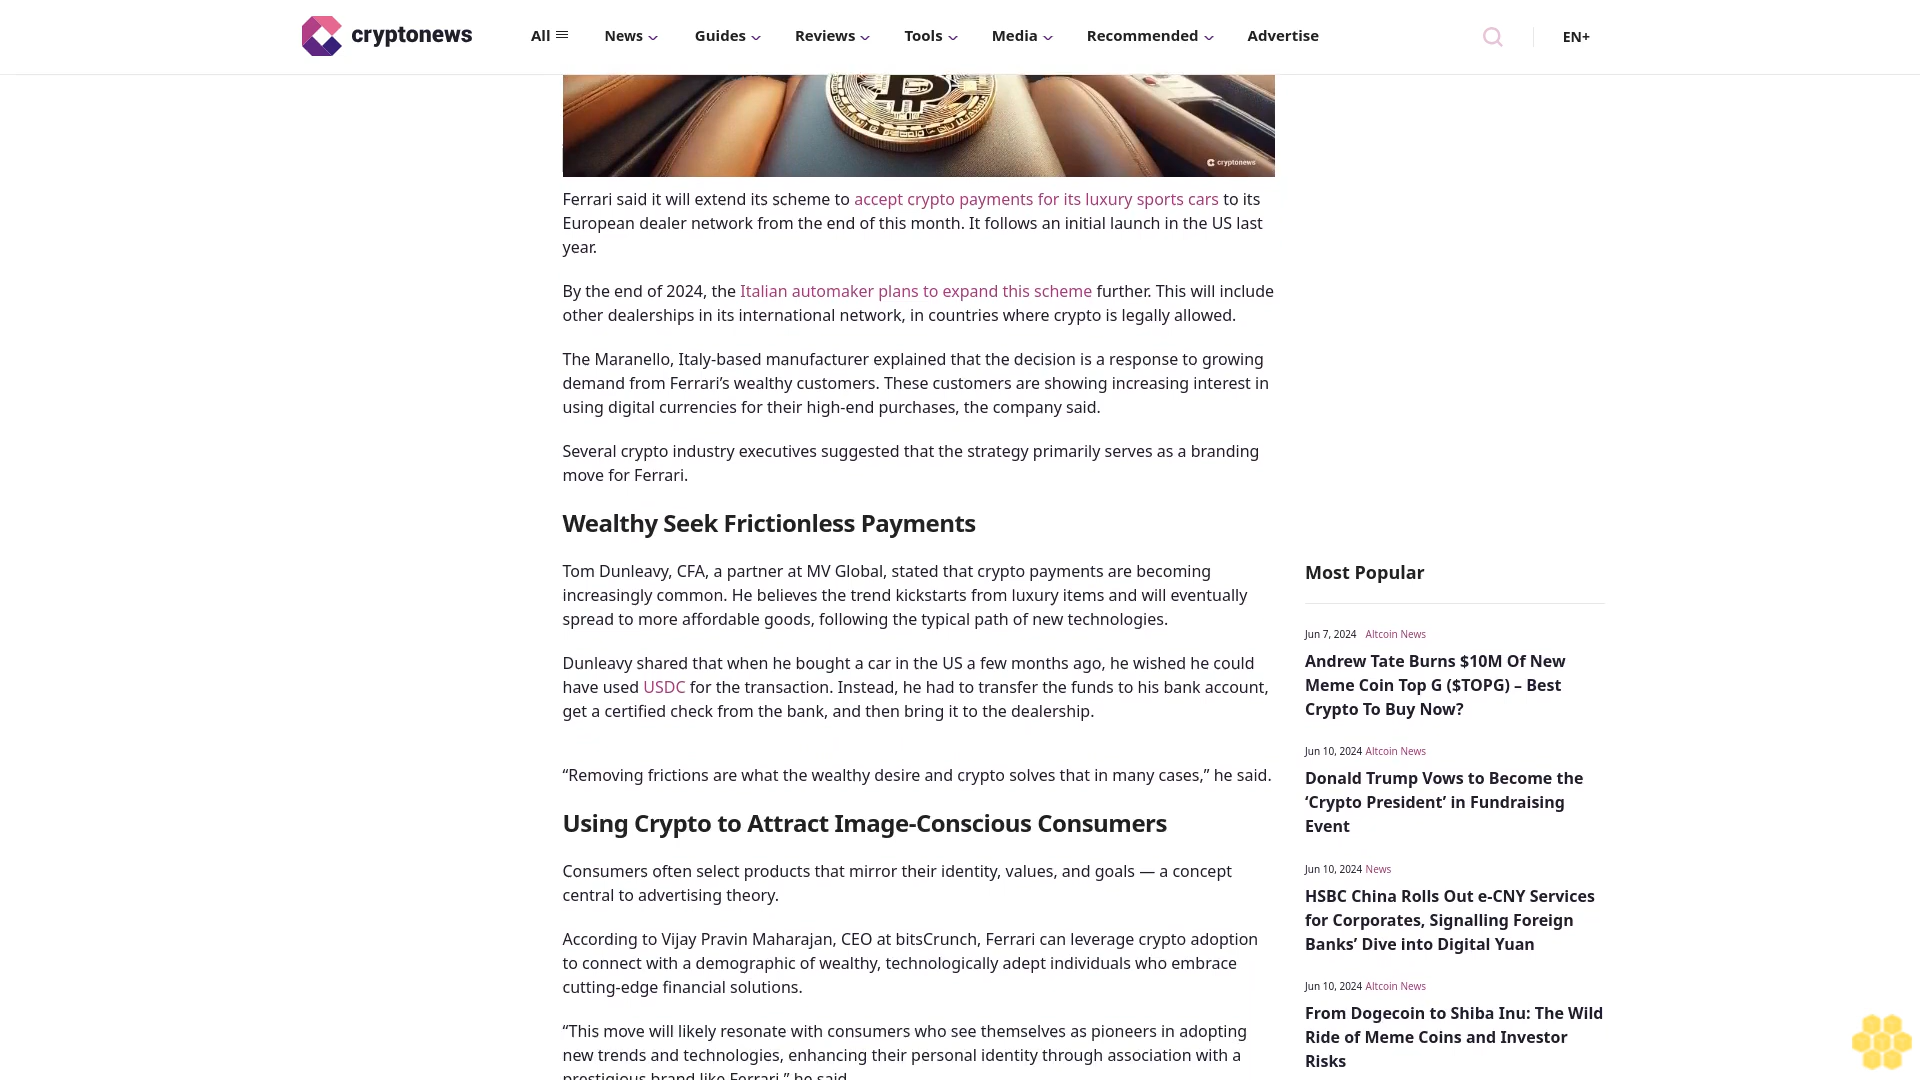 cryptonews
All
News
Guides
Reviews
Tools
Media
Recommended
Advertise
EN+
cryptonews
Ferrari said it will extend its scheme to accept crypto payments for its luxury sports cars to its
European dealer network from the end of this month. It follows an initial launch in the US last
year.
By the end of 2024, the Italian automaker plans to expand this scheme further. This will include
other dealerships in its international network, in countries where crypto is legally allowed.
The Maranello, Italy-based manufacturer explained that the decision is a response to growing
demand from Ferrari’s wealthy customers. These customers are showing increasing interest in
using digital currencies for their high-end purchases, the company said.
Several crypto industry executives suggested that the strategy primarily serves as a branding
move for Ferrari.
Wealthy Seek Frictionless Payments
Tom Dunleavy, CFA, a partner at MV Global, stated that crypto payments are becoming
increasingly common. He believes the trend kickstarts from luxury items and will eventually
spread to more affordable goods, following the typical path of new technologies.
Dunleavy shared that when he bought a car in the US a few months ago, he wished he could
have used USDC for the transaction. Instead, he had to transfer the funds to his bank account,
get a certified check from the bank, and then bring it to the dealership.
“Removing frictions are what the wealthy desire and crypto solves that in many cases,” he said.
Using Crypto to Attract Image-Conscious Consumers
Consumers often select products that mirror their identity, values, and goals — a concept
central to advertising theory.
According to Vijay Pravin Maharajan, CEO at bitsCrunch, Ferrari can leverage crypto adoption
to connect with a demographic of wealthy, technologically adept individuals who embrace
cutting-edge financial solutions.
“This move will likely resonate with consumers who see themselves as pioneers in adopting
new trends and technologies, enhancing their personal identity through association with a
prestigious brand like Ferrari,” he said.
Most Popular
Jun 7, 2024 Altcoin News
Andrew Tate Burns $10M Of New
Meme Coin Top G ($TOPG) – Best
Crypto To Buy Now?
Jun 10, 2024 Altcoin News
Donald Trump Vows to Become the
‘Crypto President’ in Fundraising
Event
Jun 10, 2024 News
HSBC China Rolls Out e-CNY Services
for Corporates, Signalling Foreign
Banks’ Dive into Digital Yuan
Jun 10, 2024 Altcoin News
From Dogecoin to Shiba Inu: The Wild
Ride of Meme Coins and Investor
Risks